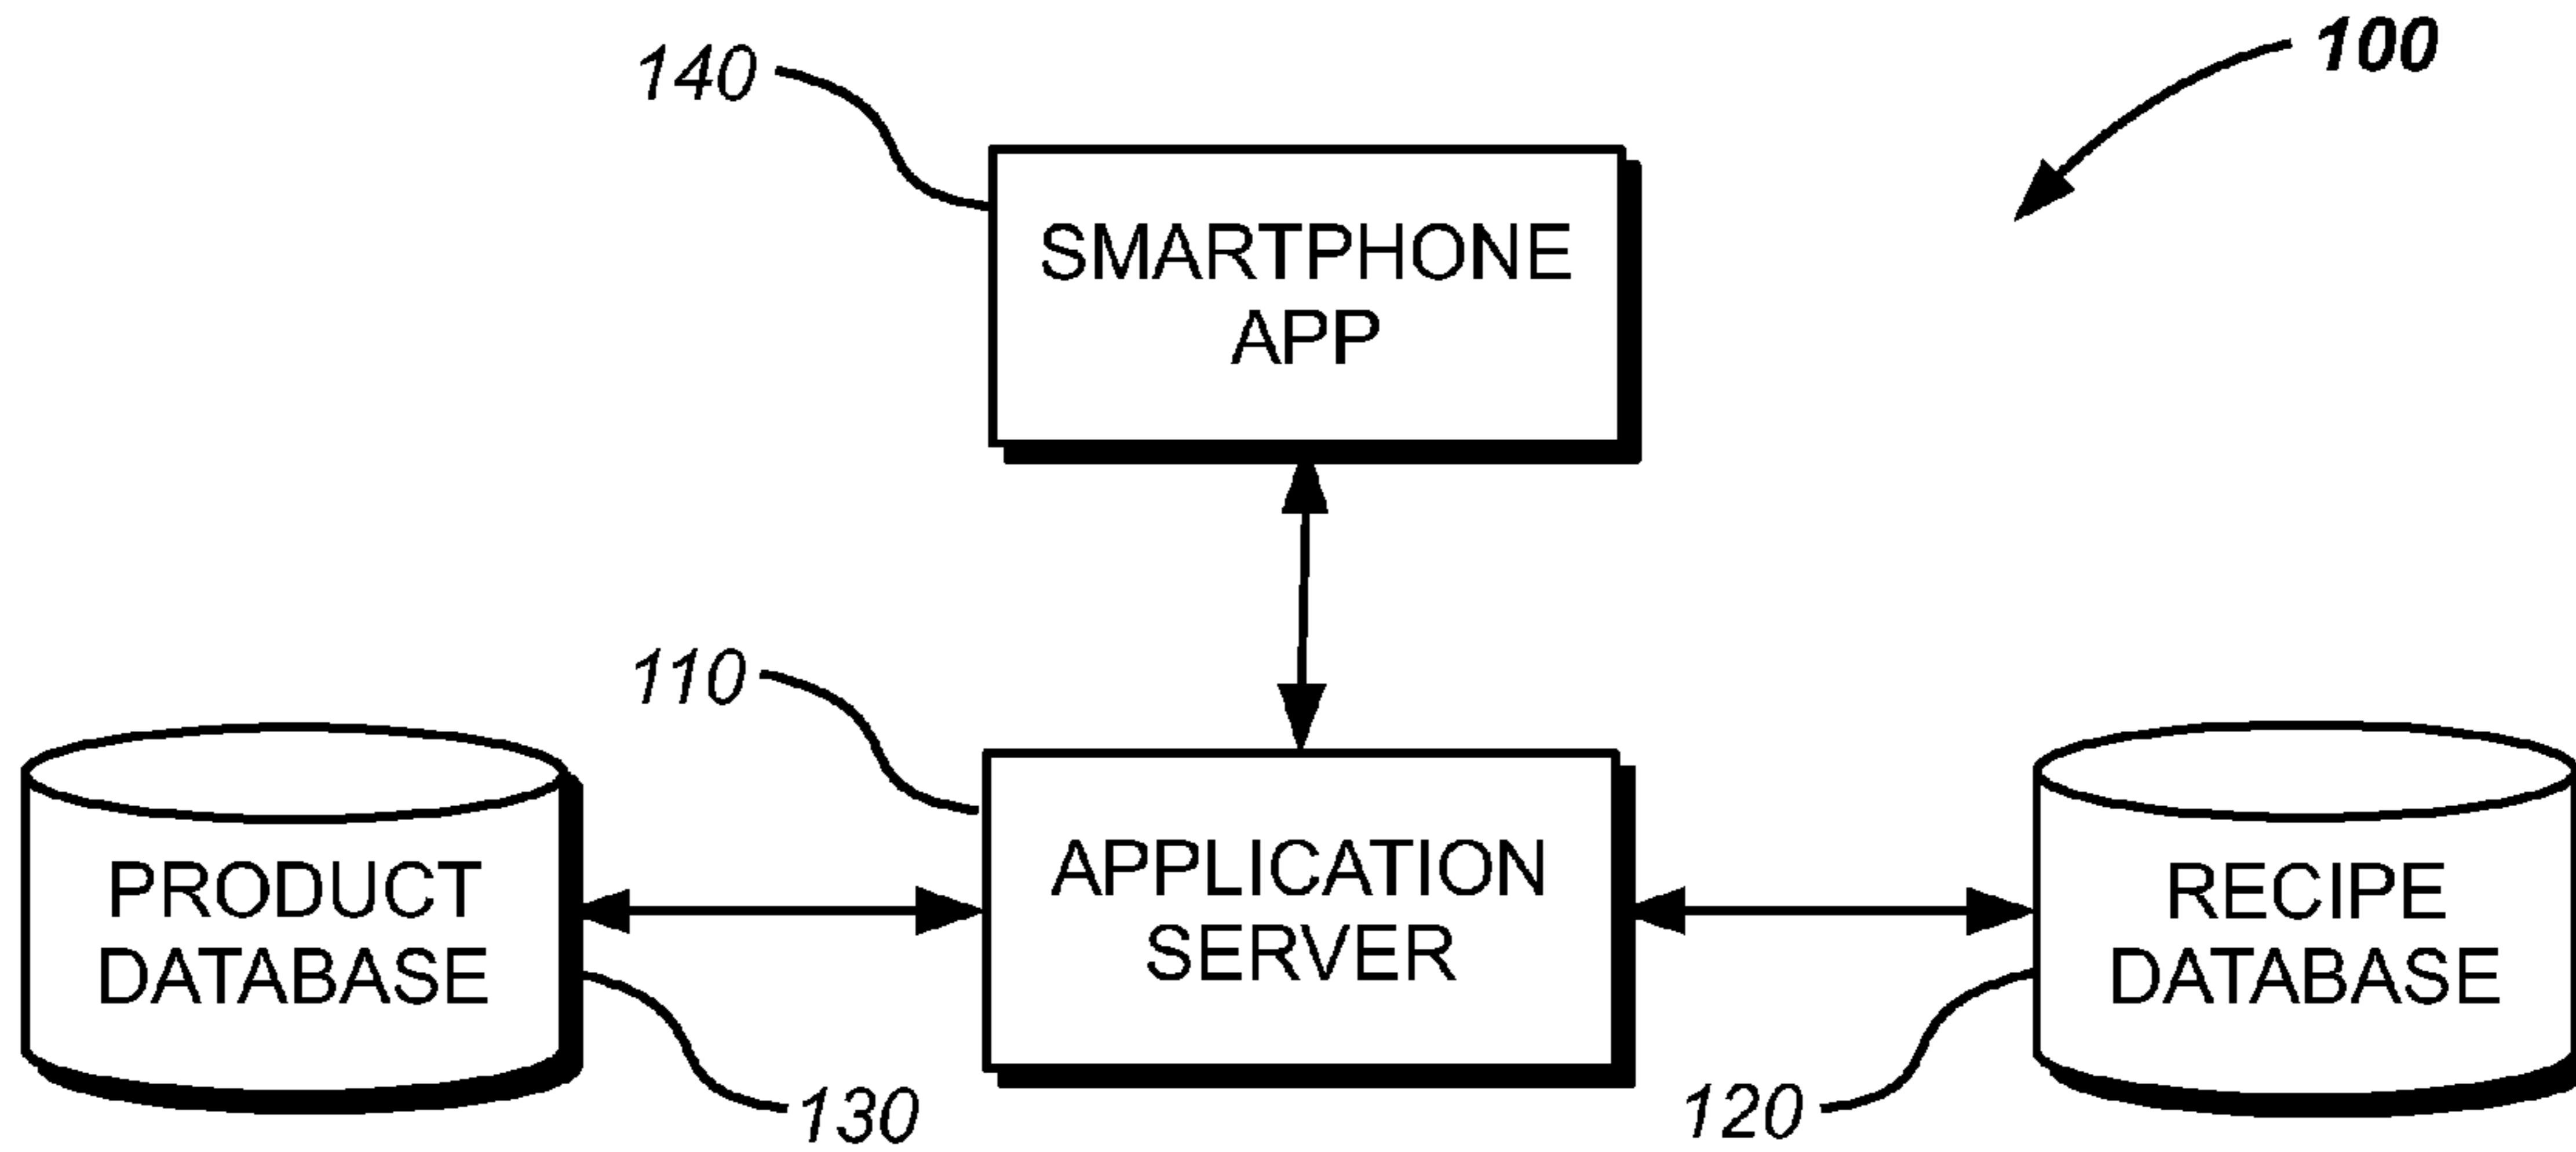 100
140
SMARTPHONE
APP
110
PRODUCT
DATABASE
130
APPLICATION
SERVER
RECIPE
DATABASE
120